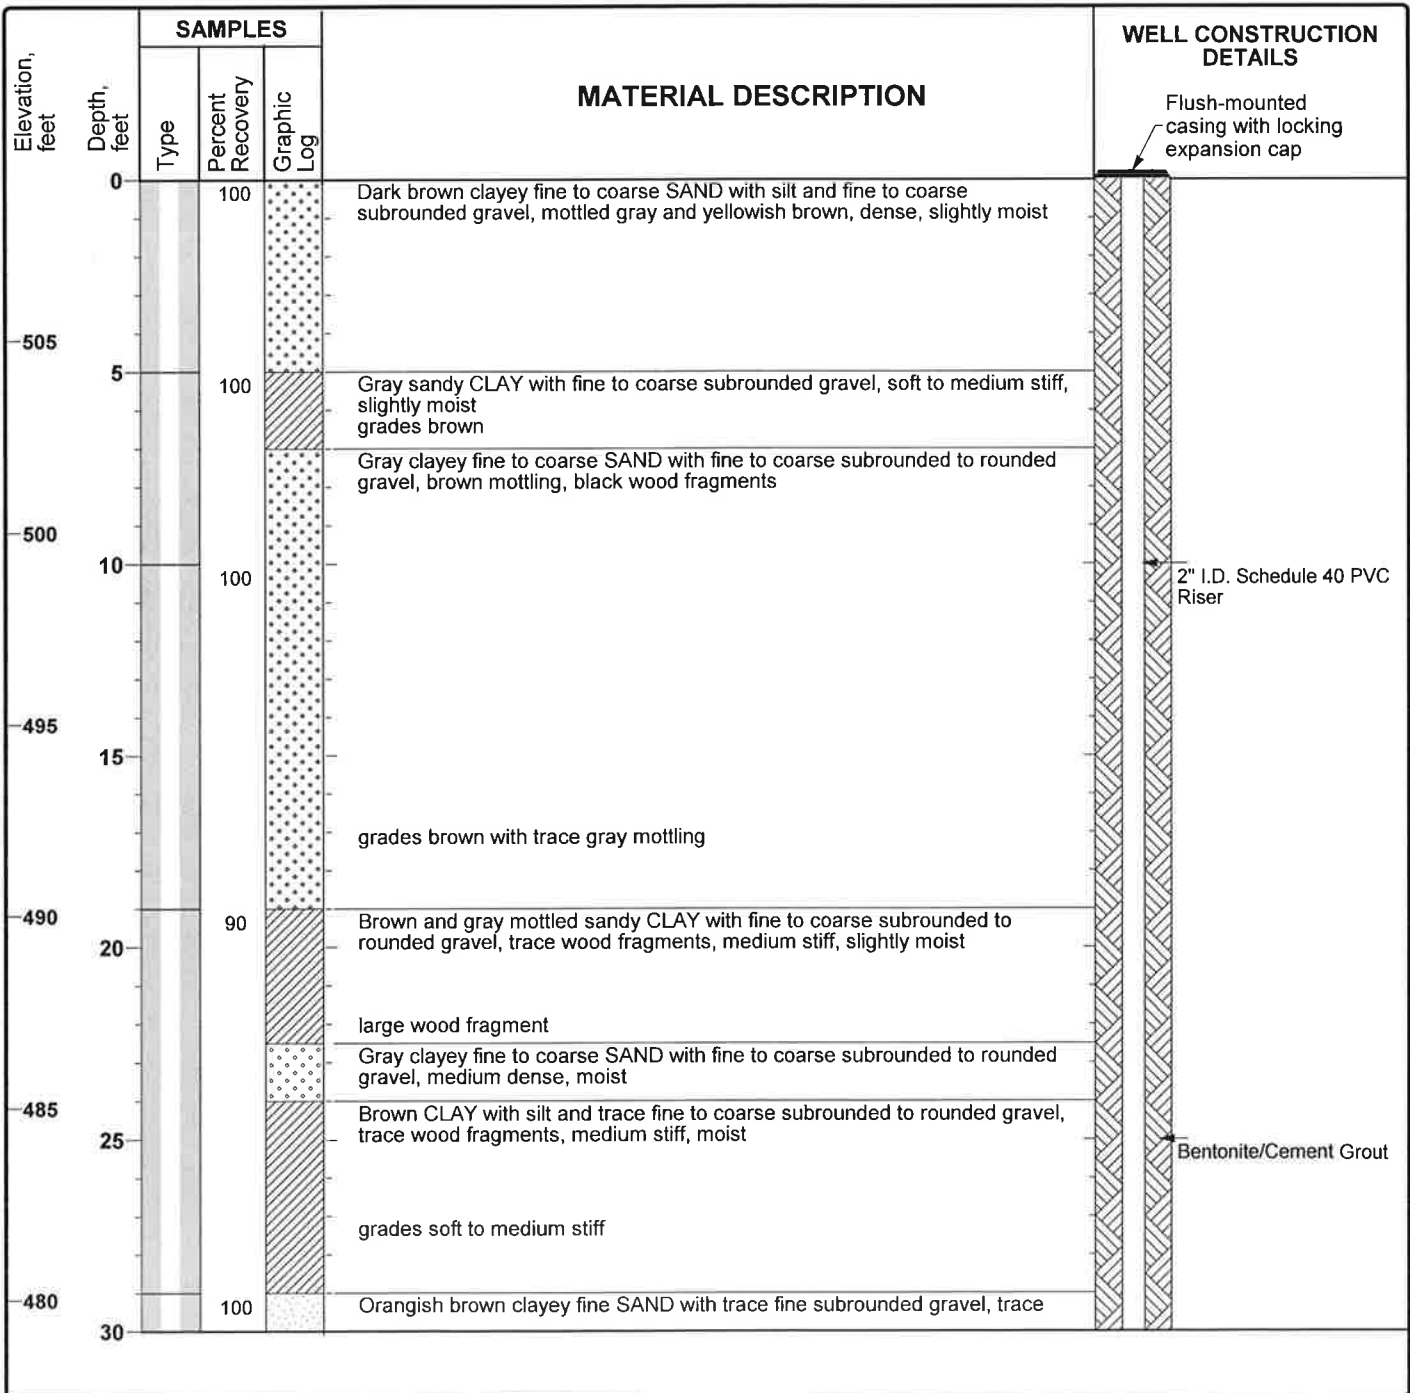 SAMPLES
Elevation,
feet
Depth,
feet
Type
Percent
Recovery
Graphic
Log
MATERIAL DESCRIPTION
WELL CONSTRUCTION
DETAILS
Flush-mounted
casing with locking
expansion cap
0
100
Dark brown clayey fine to coarse SAND with silt and fine to coarse
subrounded gravel, mottled gray and yellowish brown, dense, slightly moist
505
5
100
Gray sandy CLAY with fine to coarse subrounded gravel, soft to medium stiff,
slightly moist
grades brown
Gray clayey fine to coarse SAND with fine to coarse subrounded to rounded
gravel, brown mottling, black wood fragments
500
10
100
2" I.D. Schedule 40 PVC
Riser
495
15
grades brown with trace gray mottling
490
90
Brown and gray mottled sandy CLAY with fine to coarse subrounded to
rounded gravel, trace wood fragments, medium stiff, slightly moist
20
large wood fragment
Gray clayey fine to coarse SAND with fine to coarse subrounded to rounded
gravel, medium dense, moist
485
Brown CLAY with silt and trace fine to coarse subrounded to rounded gravel,
trace wood fragments, medium stiff, moist
25
Bentonite/Cement Grout
grades soft to medium stiff
480
100
Orangish brown clayey fine SAND with trace fine subrounded gravel, trace
30